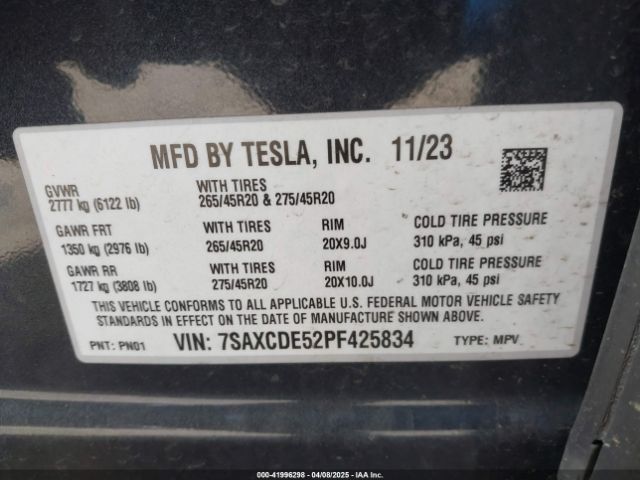 MFD BY TESLA, INC. 11/23
GVWR
2777 kg (6122 lb)
WITH TIRES
265/45R20 & 275/45R20
GAWR FRT
1350 kg (2976 lb)
WITH TIRES
265/45R20
RIM
20X9.0J
COLD TIRE PRESSURE
310 kPa, 45 psi
GAWR RR
1727 kg (3808 lb)
WITH TIRES
275/45R20
RIM
20X10.0J
COLD TIRE PRESSURE
310 kPa, 45 psi
THIS VEHICLE CONFORMS TO ALL APPLICABLE U.S. FEDERAL MOTOR VEHICLE SAFETY
STANDARDS IN EFFECT ON THE DATE OF MANUFACTURE SHOWN ABOVE.
PNT: PN01
VIN: 7SAXCDE52PF425834
TYPE: MPV
000-41996298 - 04/08/2025 - IAA Inc.